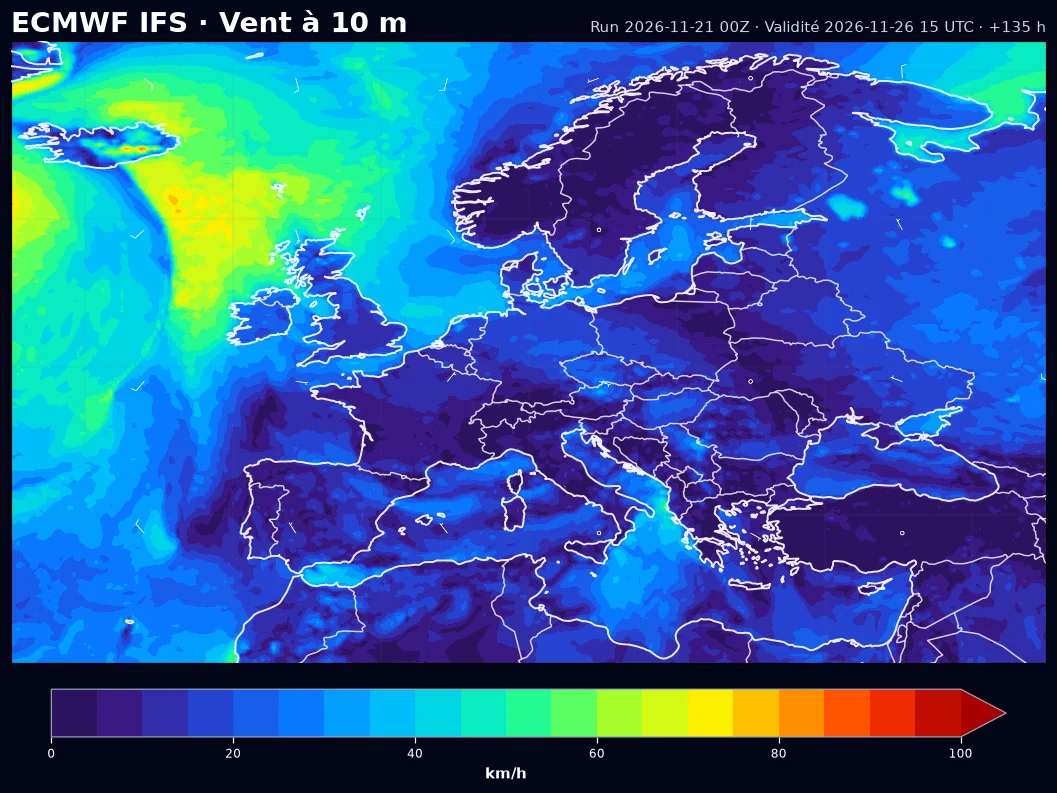 ECMWF IFS · Vent à 10 m
Run 2026-11-21 00Z · Validité 2026-11-26 15 UTC · +135 h
0 20 40 60 80 100
km/h